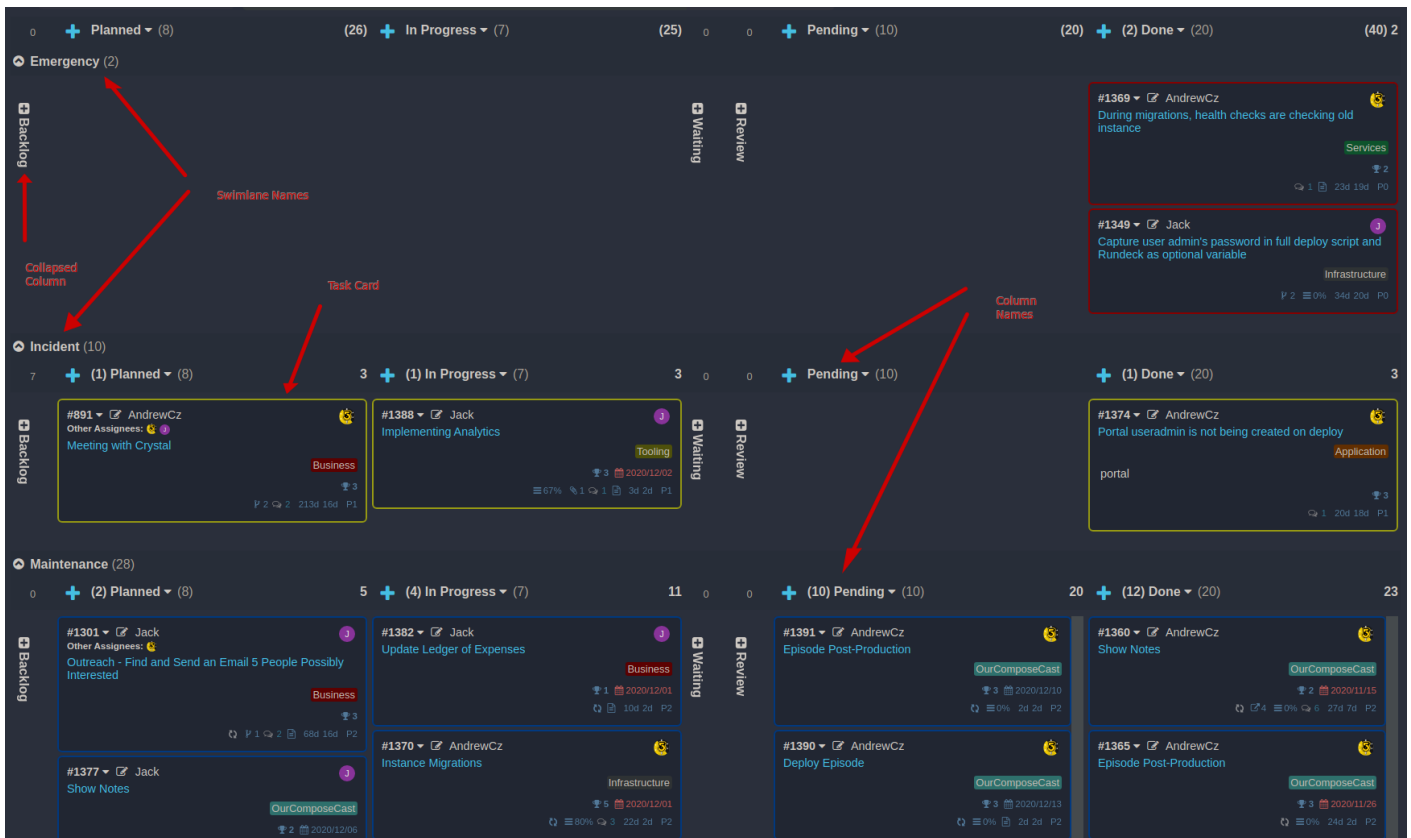 0 Planned (8) (26) In Progress (7) (25) 0 0 Pending (10) (20) (2) Done (20) (40) 2
Emergency (2)
Backlog
Waiting
Review
#1369 AndrewCz
During migrations, health checks are checking old
instance
Services
2
1 23d 19d P0
#1349 Jack
J
Capture user admin's password in full deploy script and
Rundeck as optional variable
Infrastructure
2 0% 34d 20d P0
Swimlane Names
Collapsed
Column
Task Card
Column
Names
Incident (10)
7 (1) Planned (8) 3 (1) In Progress (7) 3 0 0 Pending (10) (1) Done (20) 3
Backlog
#891 AndrewCz
Other Assignees: J
Meeting with Crystal
Business
3
2 2 213d 16d P1
#1388 Jack
J
Implementing Analytics
Tooling
3 2020/12/02
67% 1 1 3d 2d P1
Waiting
Review
#1374 AndrewCz
Portal useradmin is not being created on deploy
Application
portal
3
1 20d 18d P1
Maintenance (28)
0 (2) Planned (8) 5 (4) In Progress (7) 11 0 0 (10) Pending (10) 20 (12) Done (20) 23
Backlog
#1301 Jack
J
Other Assignees:
Outreach - Find and Send an Email 5 People Possibly
Interested
Business
3
1 2 68d 16d P2
#1377 Jack
J
Show Notes
OurComposeCast
2 2020/12/06
#1382 Jack
J
Update Ledger of Expenses
Business
1 2020/12/01
10d 2d P2
#1370 AndrewCz
Instance Migrations
Infrastructure
5 2020/12/01
80% 3 22d 2d P2
Waiting
Review
#1391 AndrewCz
Episode Post-Production
OurComposeCast
3 2020/12/10
0% 2d 2d P2
#1390 AndrewCz
Deploy Episode
OurComposeCast
3 2020/12/13
0% 2d 2d P2
#1360 AndrewCz
Show Notes
OurComposeCast
2 2020/11/15
4 0% 6 27d 7d P2
#1365 AndrewCz
Episode Post-Production
OurComposeCast
3 2020/11/26
0% 24d 2d P2